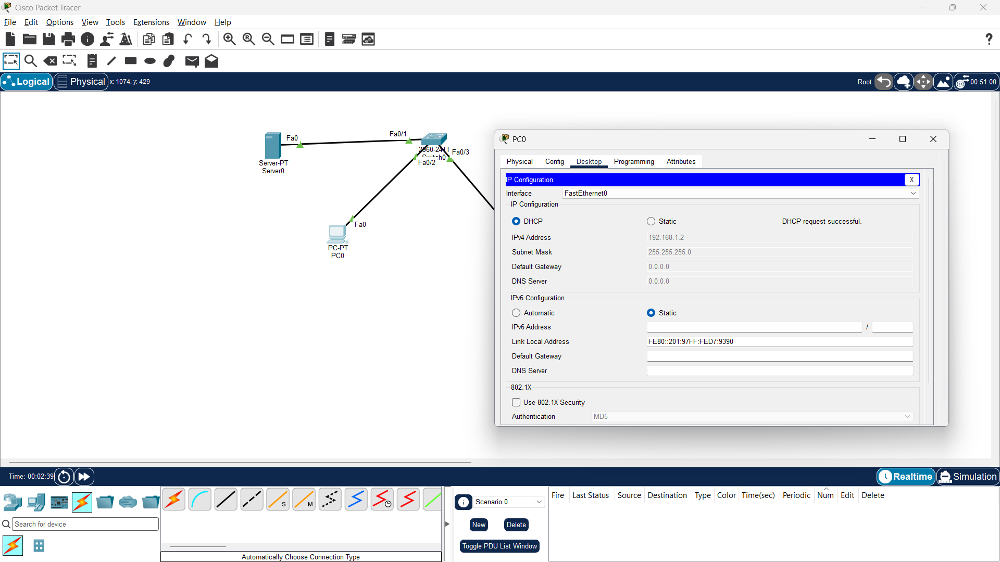 Cisco Packet Tracer
File Edit Options View Tools Extensions Window Help
Logical Physical x: 1074, y: 429 Root 00:51:00
Fa0
Fa0/1
2960-24TT
Fa0/3
Fa0/2
Server-PT
Server0
Fa0
PC-PT
PC0
PC0
Physical Config Desktop Programming Attributes
IP Configuration X
Interface FastEthernet0
IP Configuration
DHCP Static DHCP request successful.
IPv4 Address 192.168.1.2
Subnet Mask 255.255.255.0
Default Gateway 0.0.0.0
DNS Server 0.0.0.0
IPv6 Configuration
Automatic Static
IPv6 Address /
Link Local Address FE80::201:97FF:FED7:9390
Default Gateway
DNS Server
802.1X
Use 802.1X Security
Authentication MD5
Time: 00:02:39 Realtime Simulation
S M
Search for device
Automatically Choose Connection Type
Scenario 0
New Delete
Toggle PDU List Window
Fire Last Status Source Destination Type Color Time(sec) Periodic Num Edit Delete